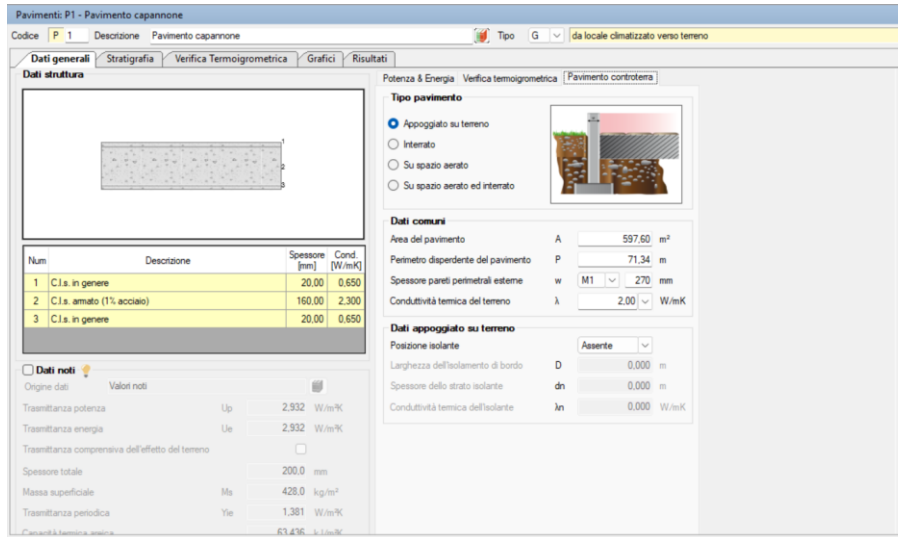 Pavimenti: P1 - Pavimento capannone
Codice P 1 Descrizione Pavimento capannone Tipo G da locale climatizzato verso terreno
Dati generali Stratigrafia Verifica Termoigrometrica Grafici Risultati
Dati struttura
1
2
3
Num Descrizione Spessore [mm] Cond. [W/mK]
1 C.l.s. in genere 20,00 0,650
2 C.l.s. armato (1% acciaio) 160,00 2,300
3 C.l.s. in genere 20,00 0,650
Dati noti
Origine dati Valori noti
Trasmittanza potenza Up 2,932 W/m²K
Trasmittanza energia Ue 2,932 W/m²K
Trasmittanza comprensiva dell'effetto del terreno
Spessore totale 200,0 mm
Massa superficiale Ms 428,0 kg/m²
Trasmittanza periodica Yie 1,381 W/m²K
Capacità termica areica 63,436 kJ/m²K
Potenza & Energia Verifica termoigrometrica Pavimento controterra
Tipo pavimento
Appoggiato su terreno
Interrato
Su spazio aerato
Su spazio aerato ed interrato
Dati comuni
Area del pavimento A 597,60 m²
Perimetro disperdente del pavimento P 71,34 m
Spessore pareti perimetrali esterne w M1 270 mm
Conduttività termica del terreno λ 2,00 W/mK
Dati appoggiato su terreno
Posizione isolante Assente
Larghezza dell'isolamento di bordo D 0,000 m
Spessore dello strato isolante dn 0,000 m
Conduttività termica dell'isolante λn 0,000 W/mK